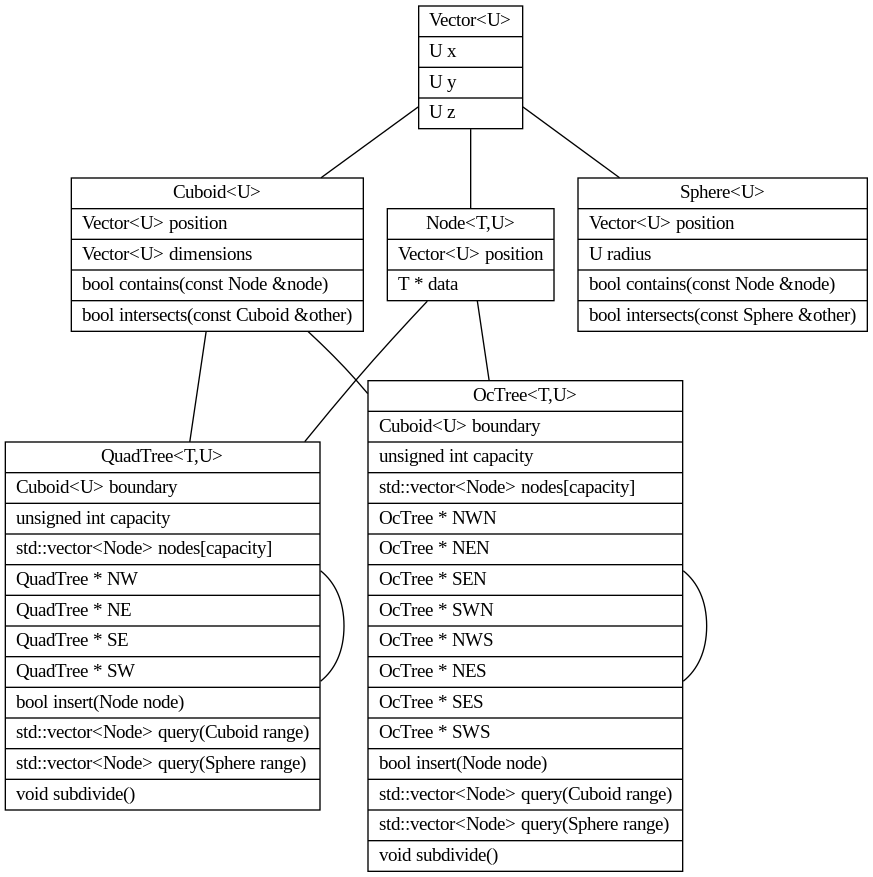 Vector<U>
U x
U y
U z
Cuboid<U>
Vector<U> position
Vector<U> dimensions
bool contains(const Node &node)
bool intersects(const Cuboid &other)
Node<T,U>
Vector<U> position
T * data
Sphere<U>
Vector<U> position
U radius
bool contains(const Node &node)
bool intersects(const Sphere &other)
QuadTree<T,U>
Cuboid<U> boundary
unsigned int capacity
std::vector<Node> nodes[capacity]
QuadTree * NW
QuadTree * NE
QuadTree * SE
QuadTree * SW
bool insert(Node node)
std::vector<Node> query(Cuboid range)
std::vector<Node> query(Sphere range)
void subdivide()
OcTree<T,U>
Cuboid<U> boundary
unsigned int capacity
std::vector<Node> nodes[capacity]
OcTree * NWN
OcTree * NEN
OcTree * SEN
OcTree * SWN
OcTree * NWS
OcTree * NES
OcTree * SES
OcTree * SWS
bool insert(Node node)
std::vector<Node> query(Cuboid range)
std::vector<Node> query(Sphere range)
void subdivide()